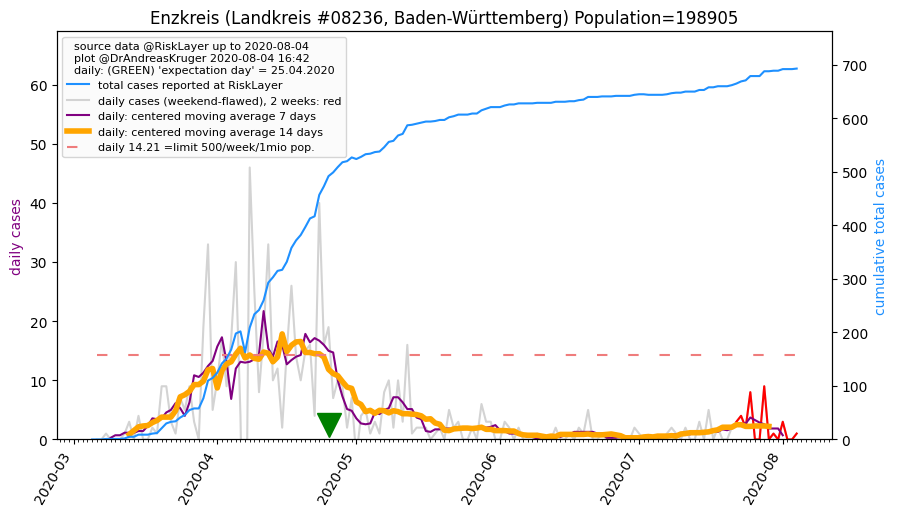 Enzkreis (Landkreis #08236, Baden-Württemberg) Population=198905
source data @RiskLayer up to 2020-08-04
plot @DrAndreasKruger 2020-08-04 16:42
daily: (GREEN) 'expectation day' = 25.04.2020
total cases reported at RiskLayer
daily cases (weekend-flawed), 2 weeks: red
daily: centered moving average 7 days
daily: centered moving average 14 days
daily 14.21 =limit 500/week/1mio pop.
daily cases
60
50
40
30
20
10
0
700
600
500
400
300
200
100
0
cumulative total cases
2020-03
2020-04
2020-05
2020-06
2020-07
2020-08